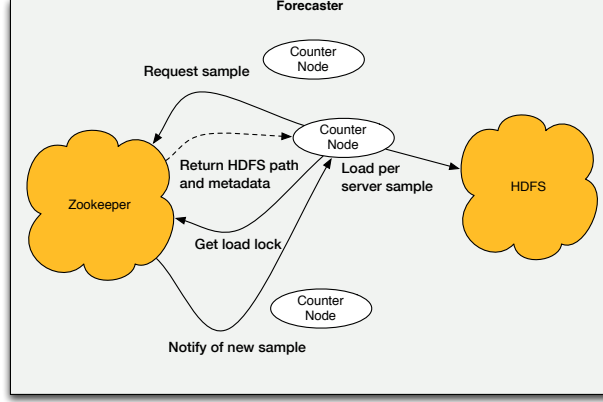 Forecaster
Counter
Node
Request sample
Counter
Node
Return HDFS path
and metadata
Load per
server sample
Zookeeper
HDFS
Get load lock
Counter
Node
Notify of new sample